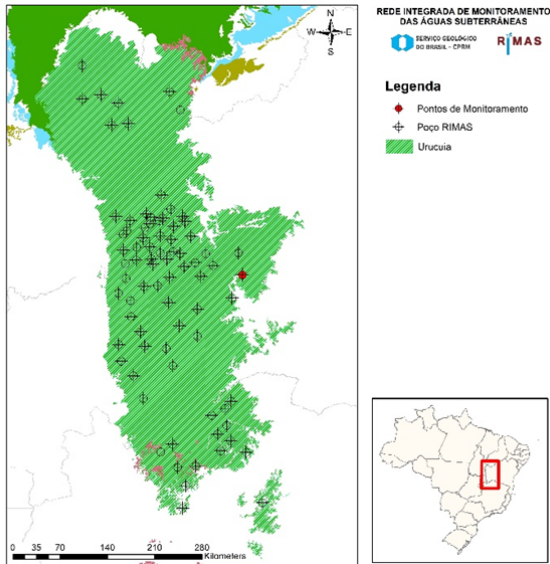 REDE INTEGRADA DE MONITORAMENTO
DAS ÁGUAS SUBTERRÂNEAS
SERVIÇO GEOLÓGICO
DO BRASIL - CPRM
RIMAS
N
W E
S
Legenda
Pontos de Monitoramento
Poço RIMAS
Urucuia
0 35 70 140 210 280
Kilometers